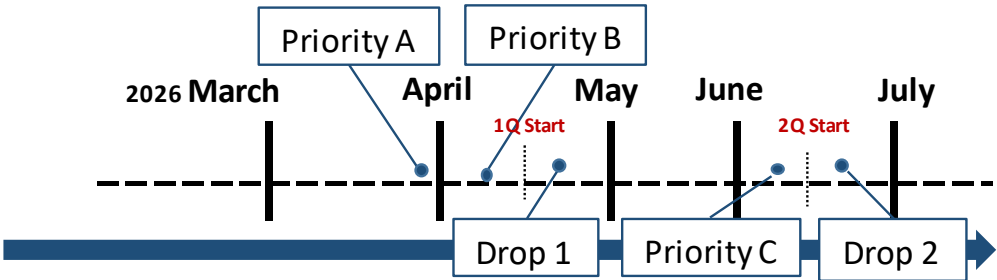 Priority A
Priority B
2026 March
April
May
June
July
1Q Start
2Q Start
Drop 1
Priority C
Drop 2